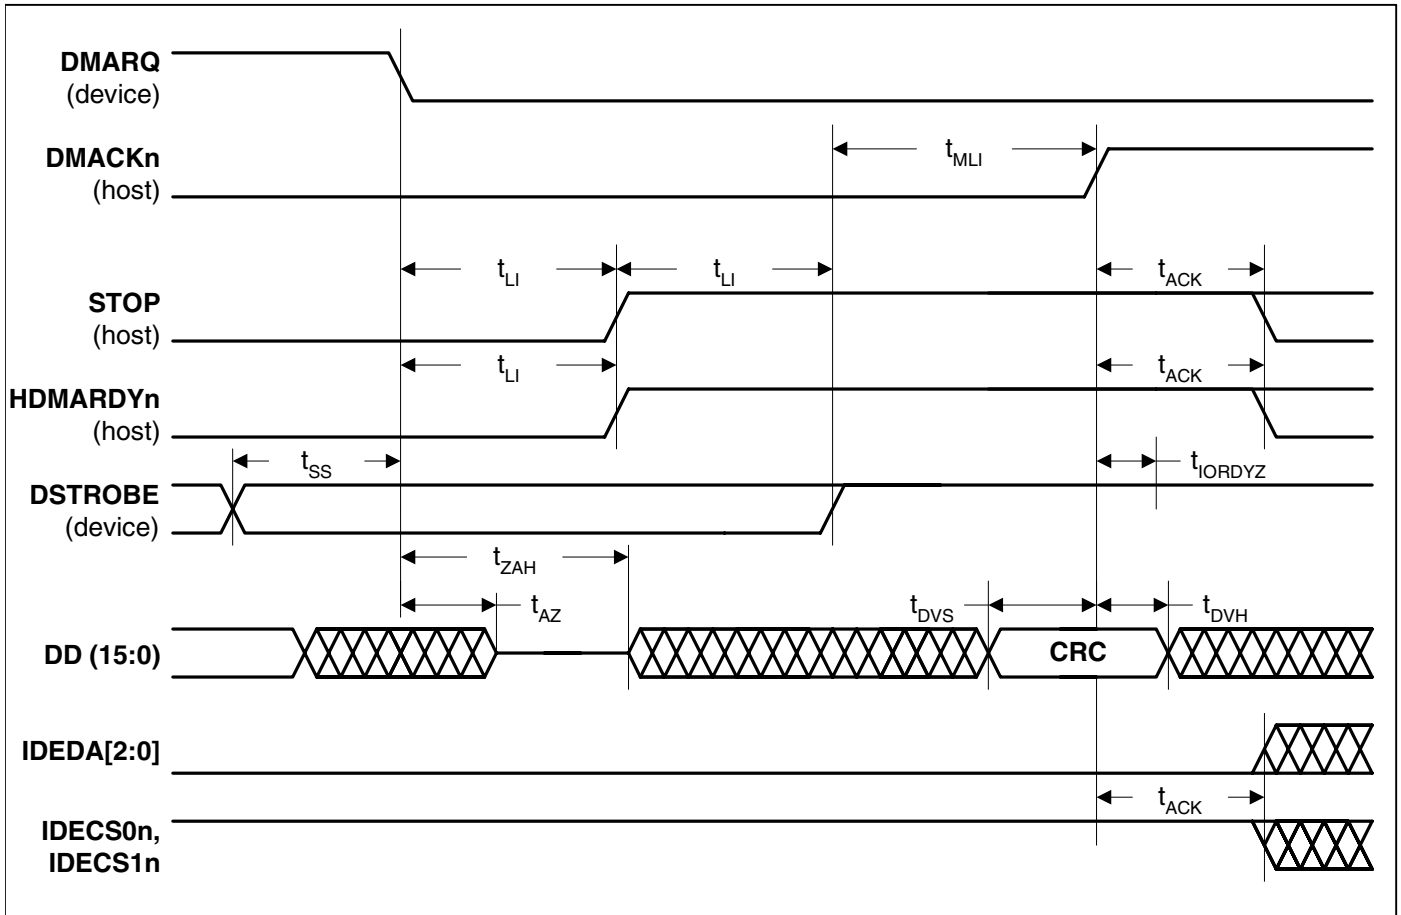 DMARQ
(device)
DMACKn
(host)
tMLI
tLI
tLI
tACK
STOP
(host)
tLI
tACK
HDMARDYn
(host)
tSS
tIORDYZ
DSTROBE
(device)
tZAH
tAZ
tDVS
tDVH
DD (15:0)
CRC
IDEDA[2:0]
tACK
IDECS0n,
IDECS1n